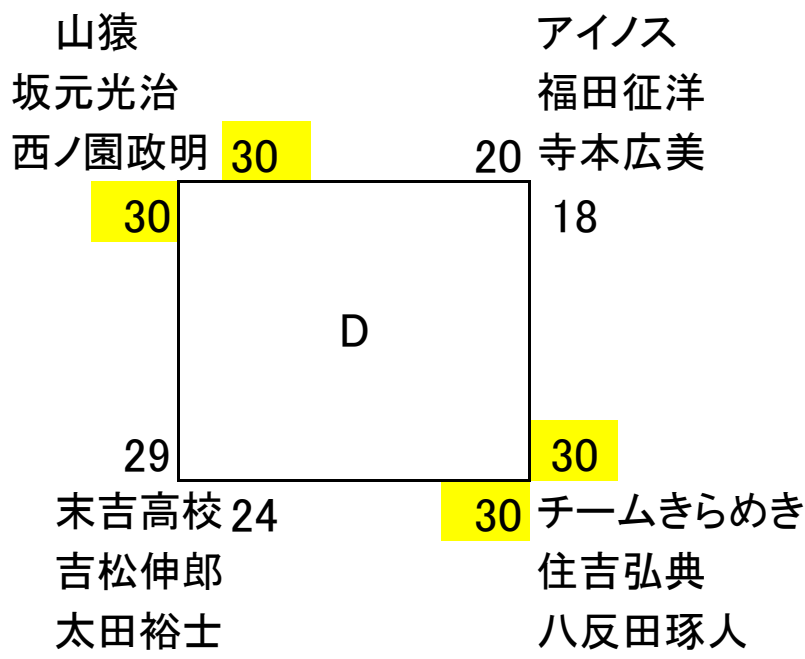 山猿 アイノス
坂元光治 福田征洋
西ノ園政明 30 20 寺本広美
30 18
D
29 30
末吉高校 24 30 チームきらめき
吉松伸郎 住吉弘典
太田裕士 八反田琢人